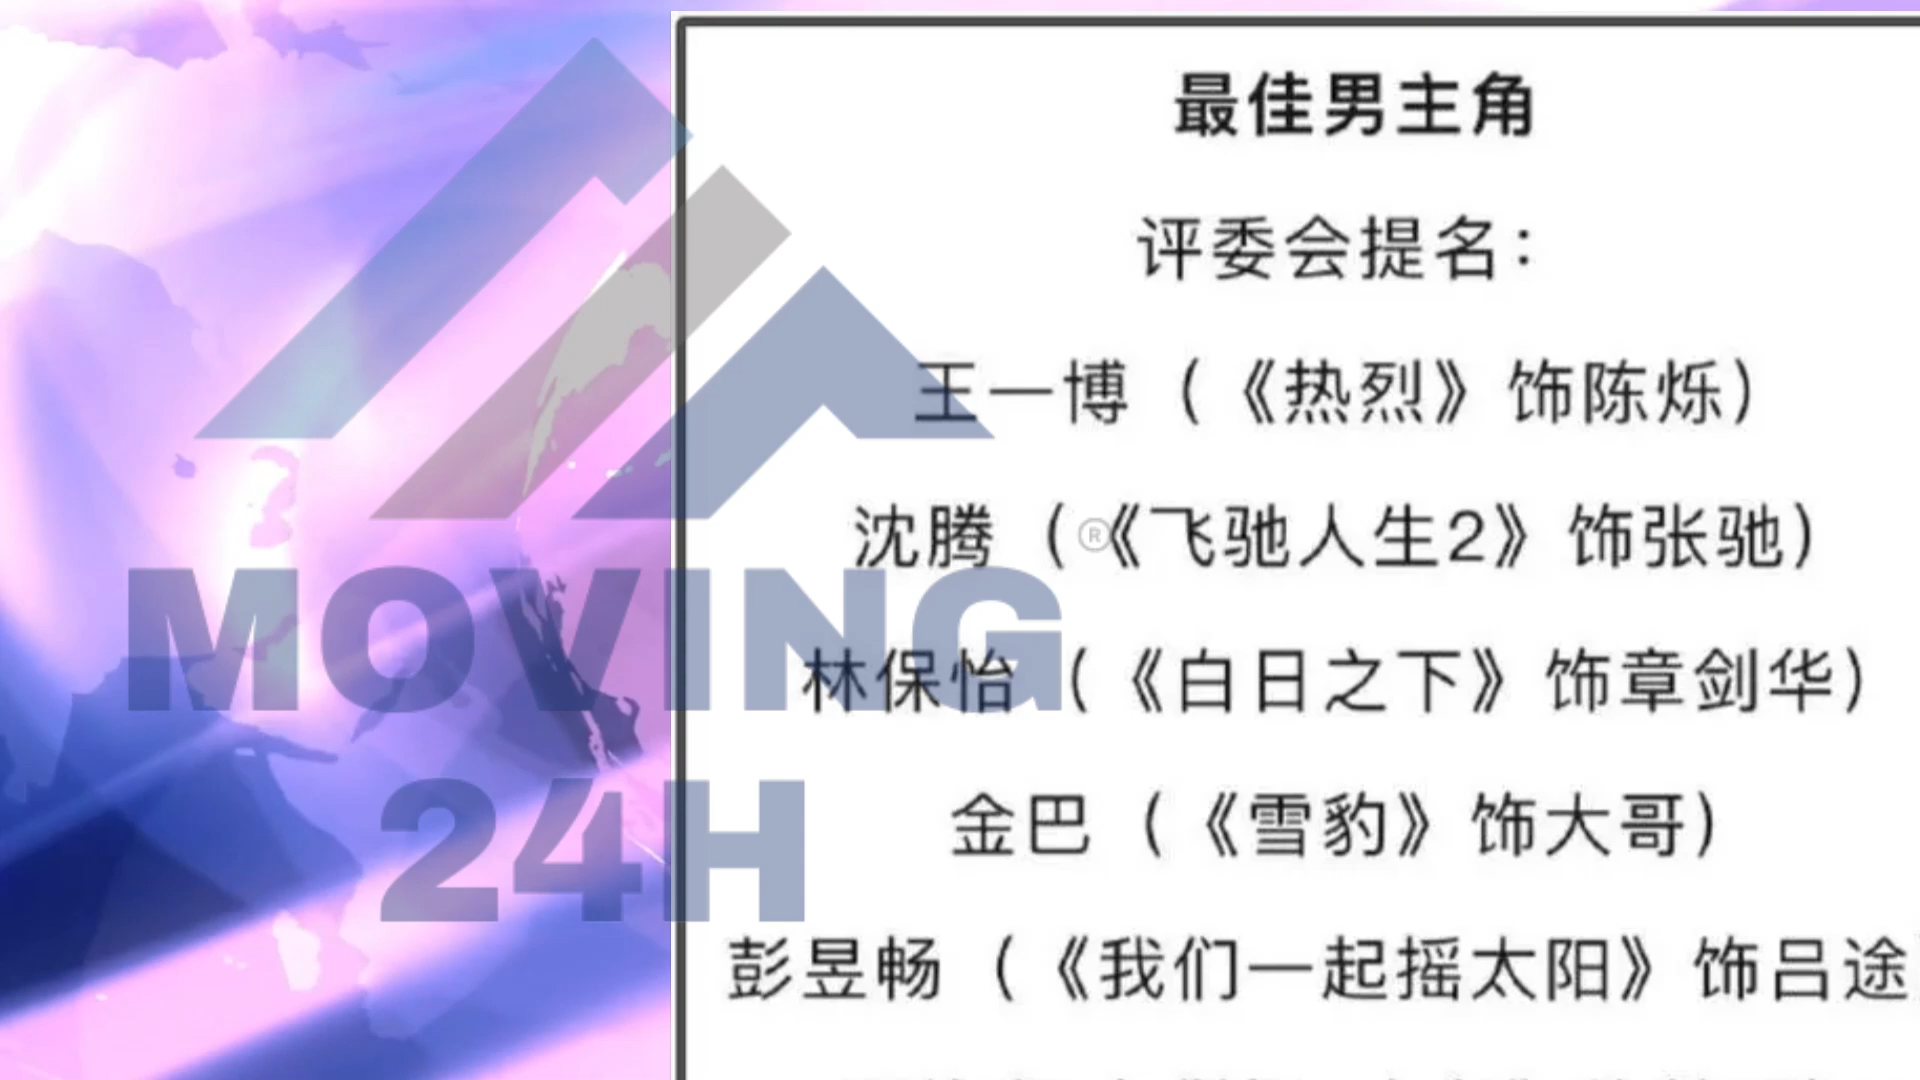 最佳男主角
评委会提名：
王一博（《热烈》饰陈烁）
沈腾（《飞驰人生2》饰张驰）
林保怡（《白日之下》饰章剑华）
金巴（《雪豹》饰大哥）
彭昱畅（《我们一起摇太阳》饰吕途
®
MOVING
24H